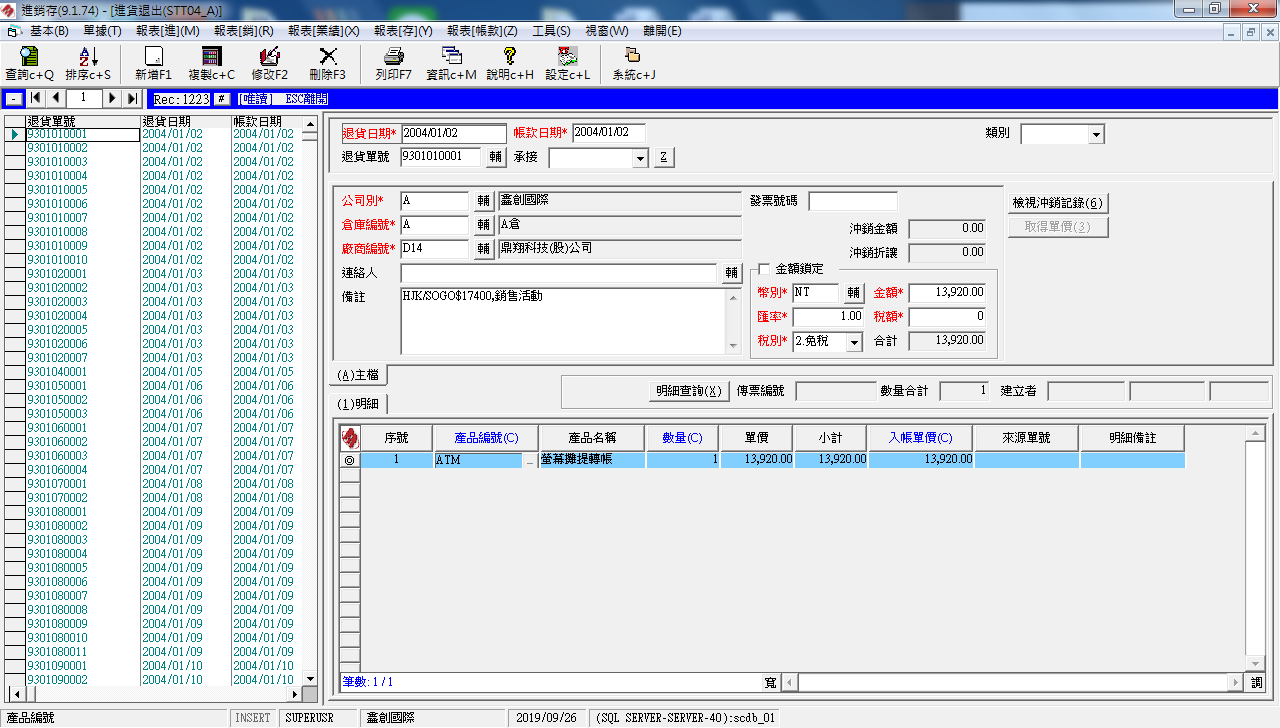 進銷存(9.1.74) - [進貨退出(STT04_A)]
基本(B) 單據(T) 報表[進](M) 報表[銷](R) 報表[業績](X) 報表[存](Y) 報表[帳款](Z) 工具(S) 視窗(W) 離開(E)
查詢c+Q 排序c+S 新增F1 複製c+C 修改F2 刪除F3 列印F7 資訊c+M 說明c+H 設定c+L 系統c+J
- 1 Rec:1223 # [唯讀] ESC離開
退貨單號 退貨日期 帳款日期
9301010001 2004/01/02 2004/01/02
9301010002 2004/01/02 2004/01/02
9301010003 2004/01/02 2004/01/02
9301010004 2004/01/02 2004/01/02
9301010005 2004/01/02 2004/01/02
9301010006 2004/01/02 2004/01/02
9301010007 2004/01/02 2004/01/02
9301010008 2004/01/02 2004/01/02
9301010009 2004/01/02 2004/01/02
9301010010 2004/01/02 2004/01/02
9301020001 2004/01/03 2004/01/03
9301020002 2004/01/03 2004/01/03
9301020003 2004/01/03 2004/01/03
9301020004 2004/01/03 2004/01/03
9301020005 2004/01/03 2004/01/03
9301020006 2004/01/03 2004/01/03
9301020007 2004/01/03 2004/01/03
9301040001 2004/01/05 2004/01/05
9301050001 2004/01/06 2004/01/06
9301050002 2004/01/06 2004/01/06
9301050003 2004/01/06 2004/01/06
9301060001 2004/01/07 2004/01/07
9301060002 2004/01/07 2004/01/07
9301060003 2004/01/07 2004/01/07
9301060004 2004/01/07 2004/01/07
9301070001 2004/01/08 2004/01/08
9301070002 2004/01/08 2004/01/08
9301080001 2004/01/09 2004/01/09
9301080002 2004/01/09 2004/01/09
9301080003 2004/01/09 2004/01/09
9301080004 2004/01/09 2004/01/09
9301080005 2004/01/09 2004/01/09
9301080006 2004/01/09 2004/01/09
9301080007 2004/01/09 2004/01/09
9301080008 2004/01/09 2004/01/09
9301080009 2004/01/09 2004/01/09
9301080010 2004/01/09 2004/01/09
9301080011 2004/01/09 2004/01/09
9301090001 2004/01/10 2004/01/10
9301090002 2004/01/10 2004/01/10
退貨日期* 2004/01/02 帳款日期* 2004/01/02 類別
退貨單號 9301010001 輔 承接 Z
公司別* A 輔 鑫創國際 發票號碼 檢視沖銷記錄(6)
倉庫編號* A 輔 A倉 沖銷金額 0.00 取得單價(3)
廠商編號* D14 輔 鼎翔科技(股)公司 沖銷折讓 0.00
連絡人 輔 金額鎖定
備註 HJK/SOGO$17400,銷售活動 幣別* NT 輔 金額* 13,920.00
匯率* 1.00 稅額* 0
稅別* 2.免稅 合計 13,920.00
(A)主檔
明細查詢(X) 傳票編號 數量合計 1 建立者
(1)明細
序號 產品編號(C) 產品名稱 數量(C) 單價 小計 入帳單價(C) 來源單號 明細備註
1 ATM ... 螢幕攤提轉帳 1 13,920.00 13,920.00 13,920.00
筆數:1/1 寬 調
產品編號 INSERT SUPERUSR 鑫創國際 2019/09/26 (SQL SERVER-SERVER-40):scdb_01